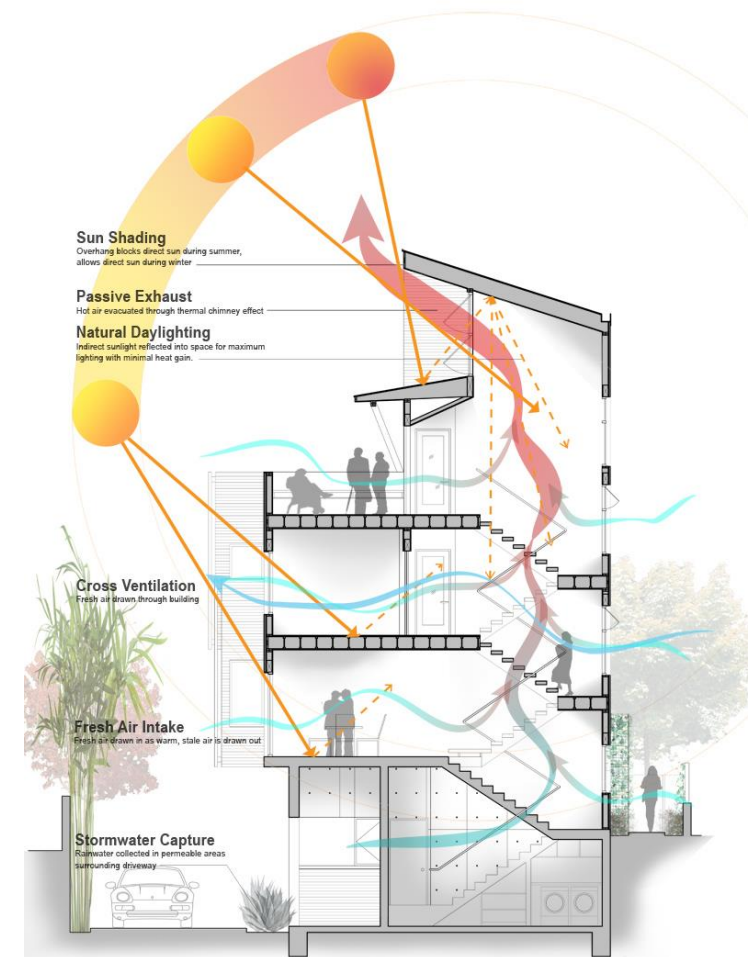 Sun Shading
Overhang blocks direct sun during summer,
allows direct sun during winter
Passive Exhaust
Hot air evacuated through thermal chimney effect
Natural Daylighting
Indirect sunlight reflected into space for maximum
lighting with minimal heat gain.
Cross Ventilation
Fresh air drawn through building
Fresh Air Intake
Fresh air drawn in as warm, stale air is drawn out
Stormwater Capture
Rainwater collected in permeable areas
surrounding driveway